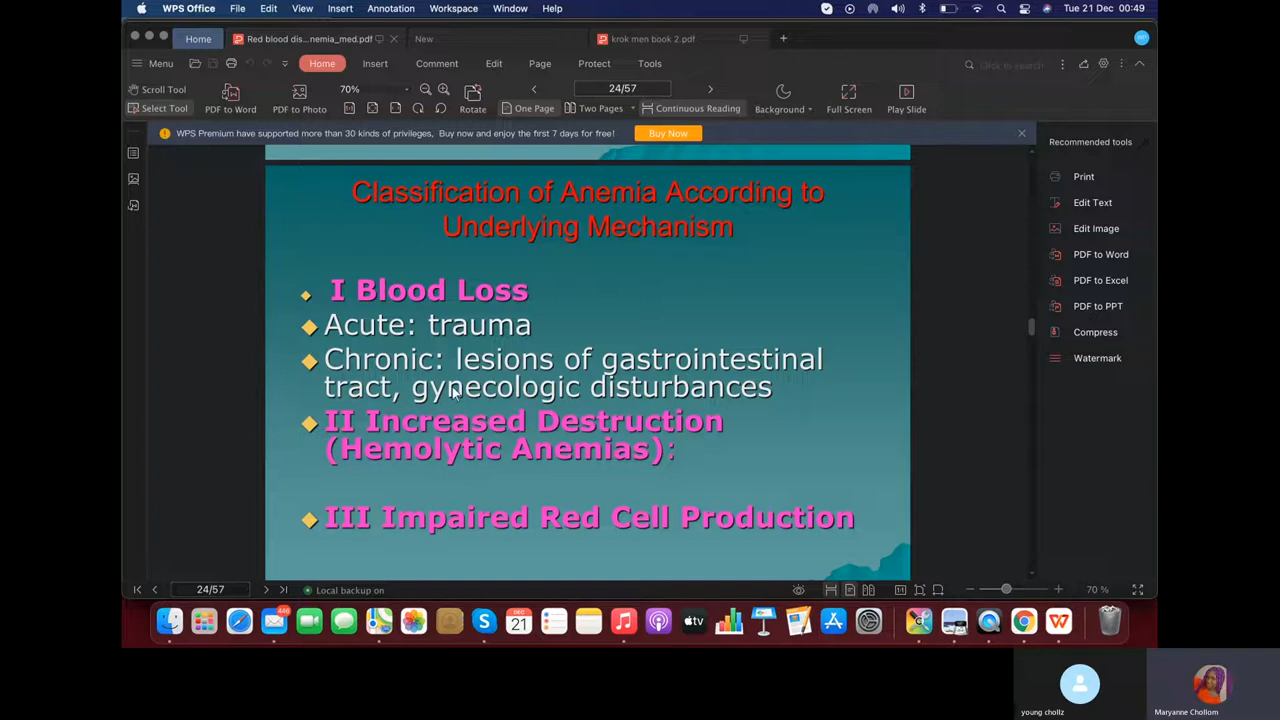 WPS Office File Edit View Insert Annotation Workspace Window Help Tue 21 Dec 00:49
Home Red blood dis...nemia_med.pdf New krok men book 2.pdf WP
Menu Home Insert Comment Edit Page Protect Tools Click to search
Scroll Tool 70% 24/57
Select Tool PDF to Word PDF to Photo Rotate One Page Two Pages Continuous Reading Background Full Screen Play Slide
WPS Premium have supported more than 30 kinds of privileges, Buy now and enjoy the first 7 days for free! Buy Now
Recommended tools
Print
Edit Text
Edit Image
PDF to Word
PDF to Excel
PDF to PPT
Compress
Watermark
Classification of Anemia According to
Underlying Mechanism
I Blood Loss
Acute: trauma
Chronic: lesions of gastrointestinal
tract, gynecologic disturbances
II Increased Destruction
(Hemolytic Anemias):
III Impaired Red Cell Production
24/57 Local backup on 70 %
446
DEC
21
tv
young chollz
Maryanne Chollom